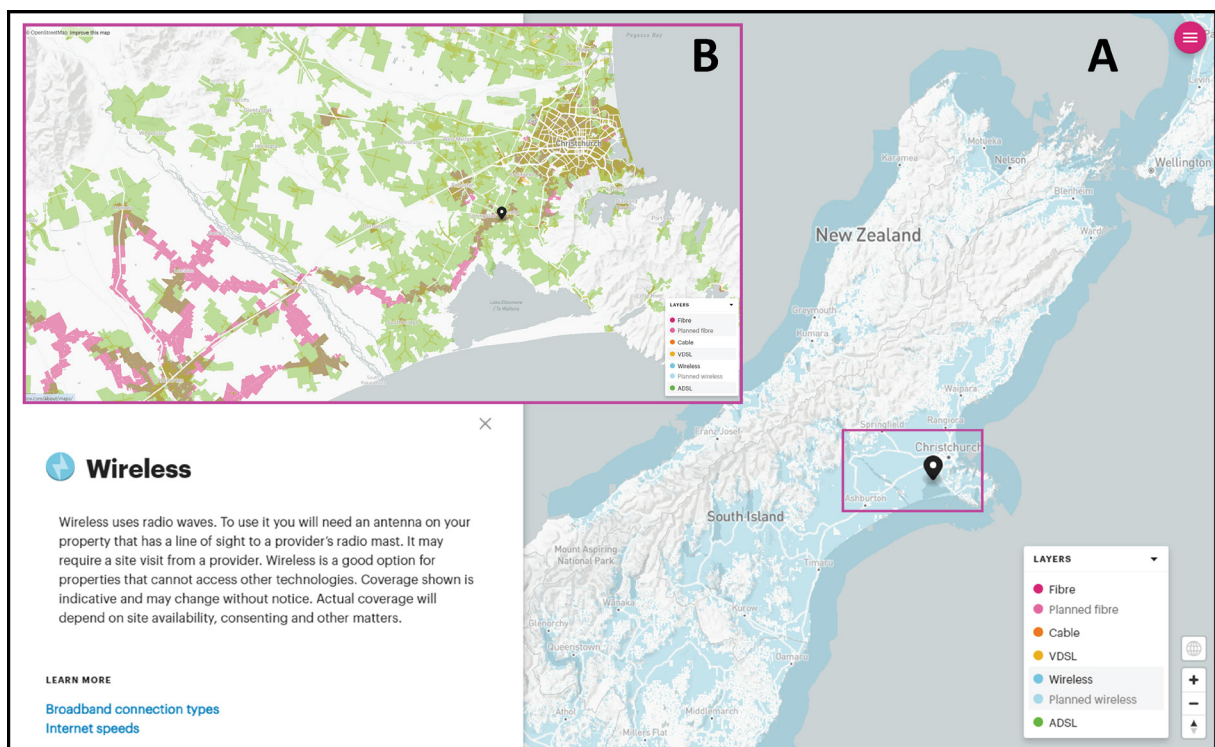 © OpenStreetMap Improve this map
Pegasus Bay
B
Christchurch
Lake Ellesmere
/ Te Waihora
LAYERS
Fibre
Planned fibre
Cable
VDSL
Wireless
Planned wireless
ADSL
A
Levin
Karamea
Motueka
Nelson
Wellington
Blenheim
Ward
New Zealand
Greymouth
Kumara
Waipara
Springfield
Rangiora
Franz Josef
Christchurch
Ashburton
South Island
Mount Aspiring
National Park
Timaru
Wanaka
Kurow
Glenorchy
Queenstown
Oamaru
Athol
Middlemarch
Millers Flat
Wireless
Wireless uses radio waves. To use it you will need an antenna on your
property that has a line of sight to a provider's radio mast. It may
require a site visit from a provider. Wireless is a good option for
properties that cannot access other technologies. Coverage shown is
indicative and may change without notice. Actual coverage will
depend on site availability, consenting and other matters.
LEARN MORE
Broadband connection types
Internet speeds
LAYERS
Fibre
Planned fibre
Cable
VDSL
Wireless
Planned wireless
ADSL